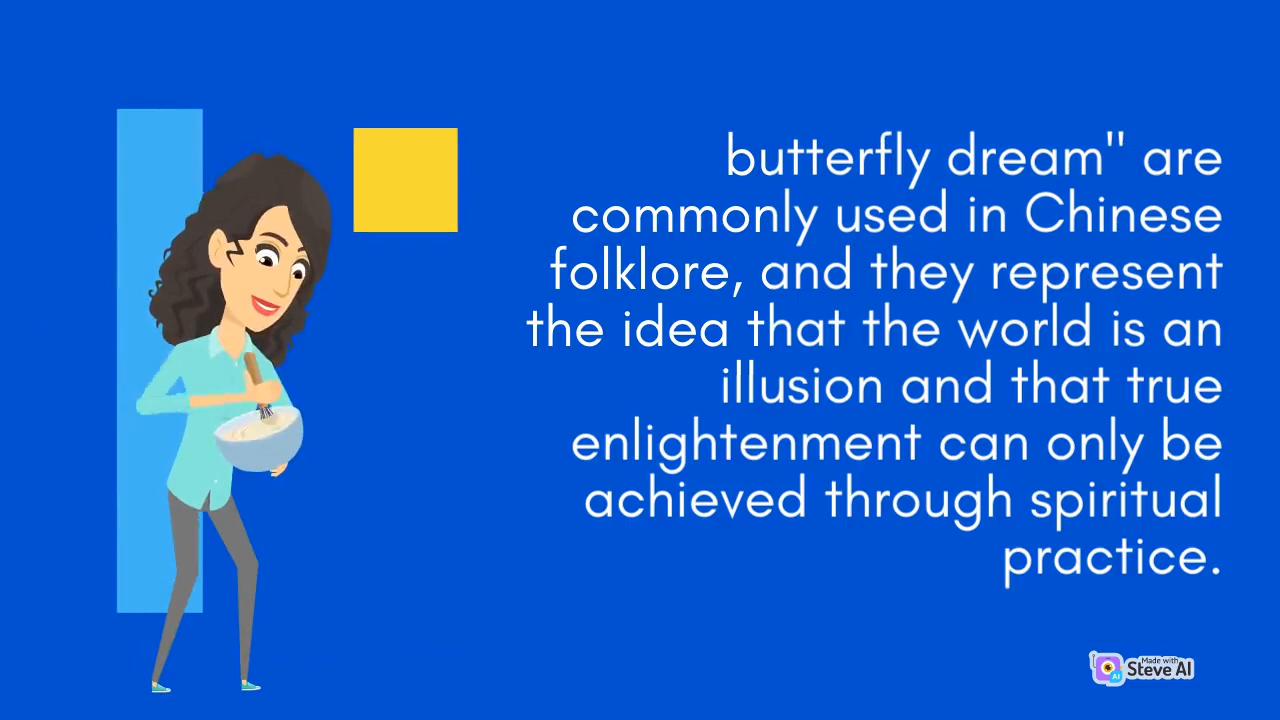 butterfly dream" are
commonly used in Chinese
folklore, and they represent
the idea that the world is an
illusion and that true
enlightenment can only be
achieved through spiritual
practice.
Made with
Steve AI
AI